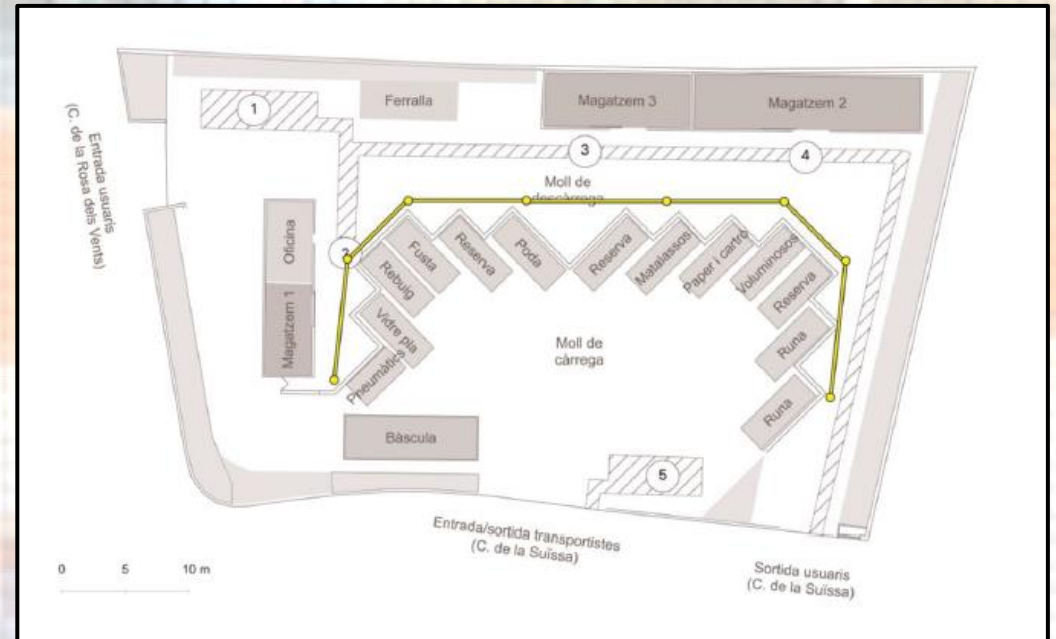 Entrada usuaris
(C. de la Rosa dels Vents)
1
Ferralla
Magatzem 3
Magatzem 2
3
4
Moll de
descàrrega
2
Oficina
Magatzem 1
Fusta
Rebuig
Reserva
Poda
Reserva
Matalassos
Paper i cartró
Voluminosos
Reserva
Vidre pla
Pneumàtics
Runa
Runa
Moll de
càrrega
Bàscula
5
Entrada/sortida transportistes
(C. de la Suïssa)
Sortida usuaris
(C. de la Suïssa)
0 5 10 m